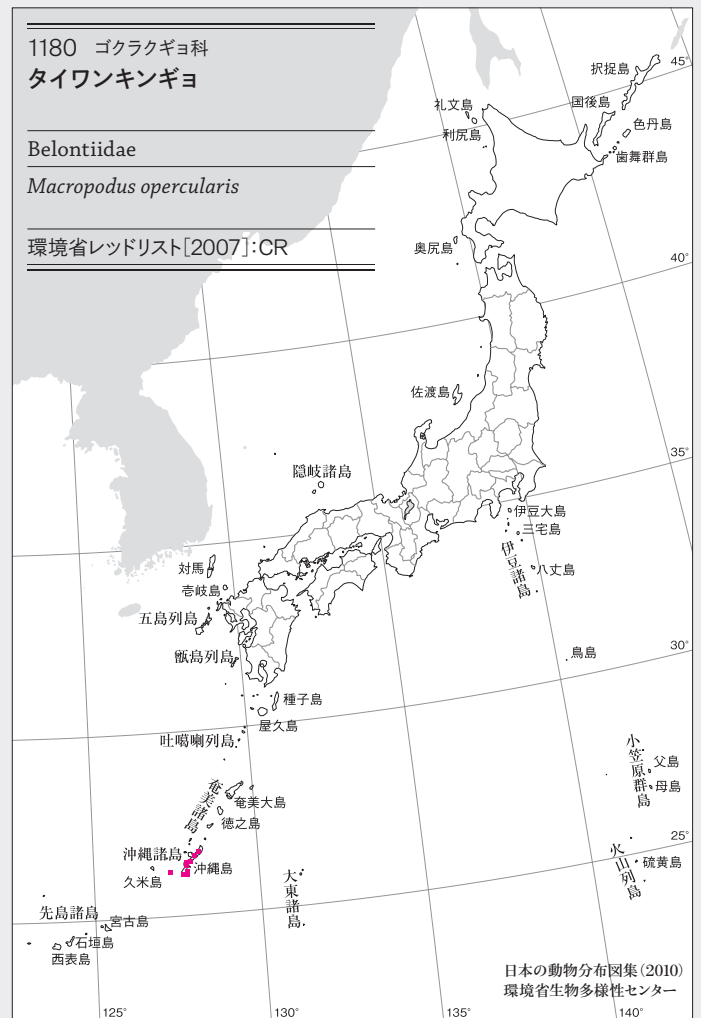 1180 ゴクラクギョ科
タイワンキンギョ
Belontiidae
Macropodus opercularis
環境省レッドリスト[2007]:CR
択捉島
45°
国後島
礼文島
色丹島
利尻島
歯舞群島
奥尻島
40°
佐渡島
35°
隠岐諸島
伊豆大島
三宅島
伊豆諸島
八丈島
対馬
壱岐島
五島列島
甑島列島
鳥島
30°
種子島
屋久島
吐噶喇列島
小笠原群島
父島
母島
奄美諸島
奄美大島
徳之島
25°
沖縄諸島
沖縄島
久米島
火山列島
硫黄島
大東諸島
先島諸島
宮古島
石垣島
西表島
日本の動物分布図集(2010)
環境省生物多様性センター
125°
130°
135°
140°